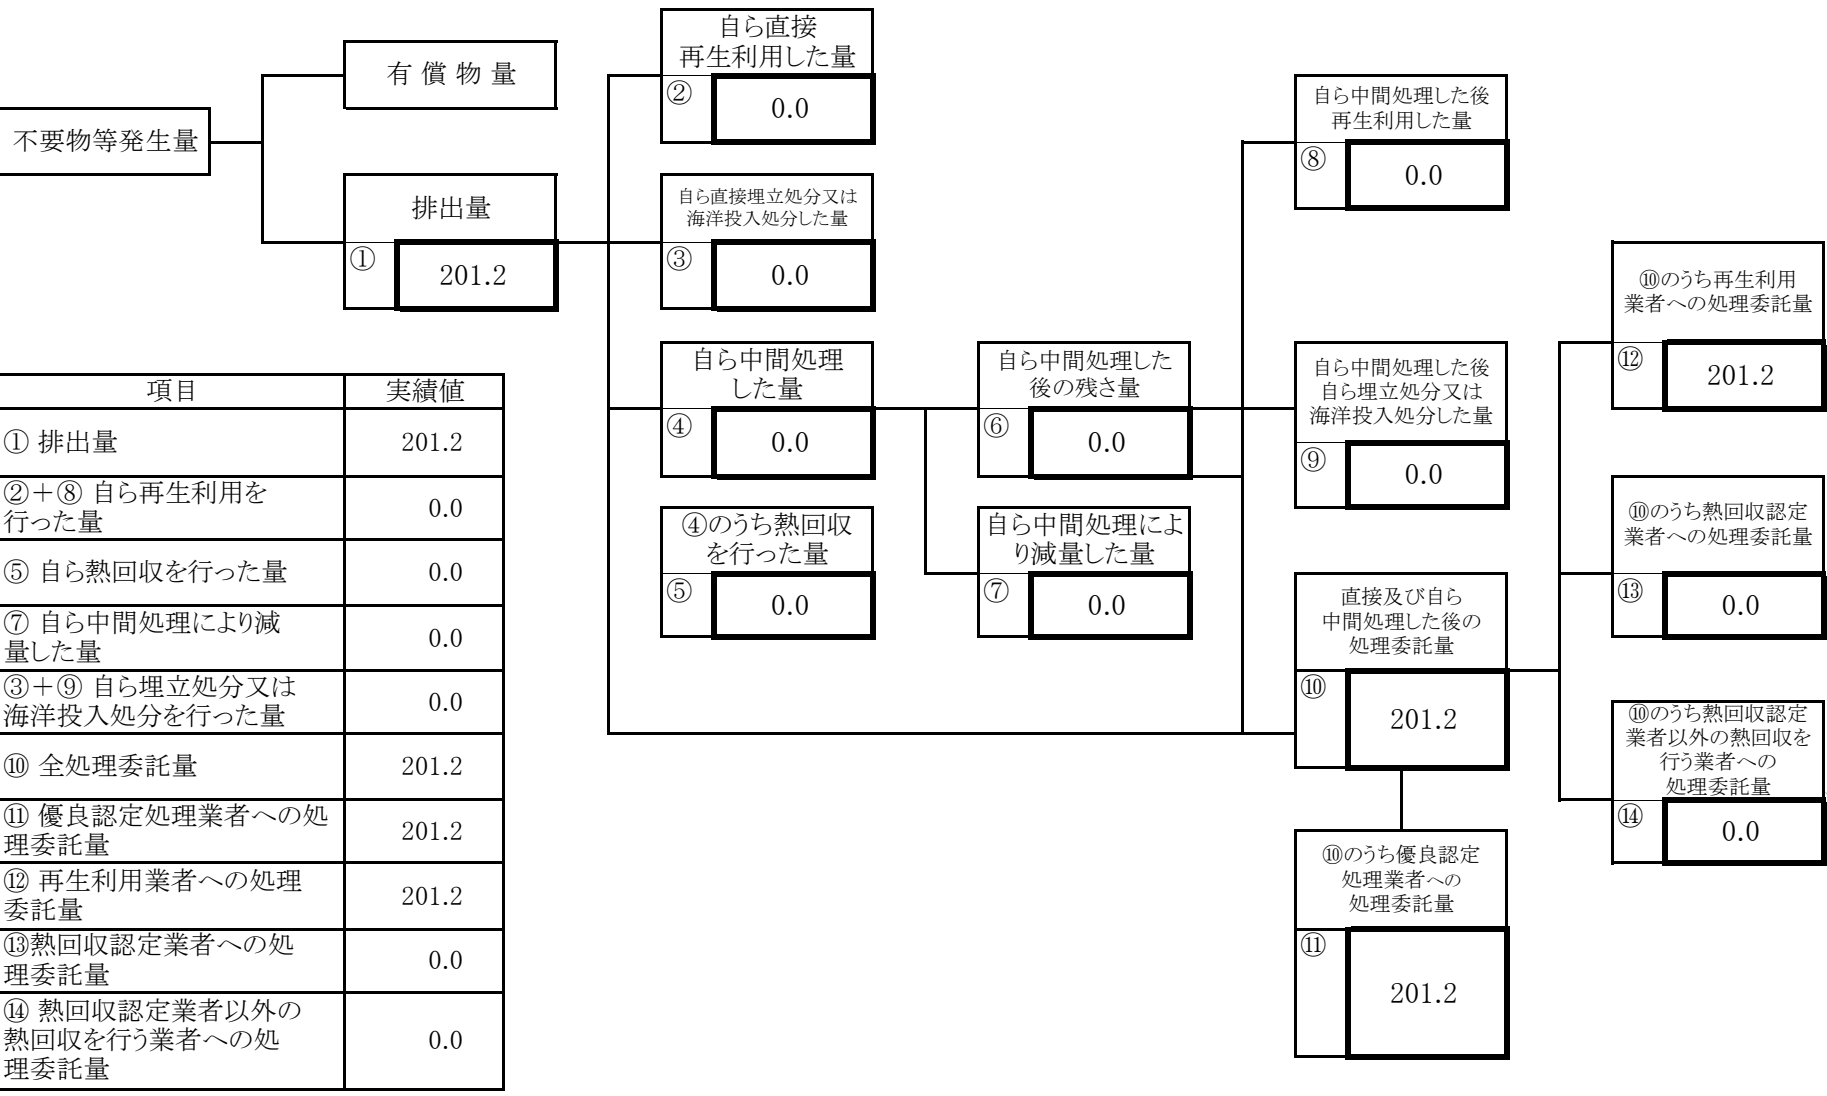 不要物等発生量
有 償 物 量
排出量
①
201.2
自ら直接
再生利用した量
②
0.0
自ら直接埋立処分又は
海洋投入処分した量
③
0.0
自ら中間処理
した量
④
0.0
④のうち熱回収
を行った量
⑤
0.0
自ら中間処理した
後の残さ量
⑥
0.0
自ら中間処理によ
り減量した量
⑦
0.0
自ら中間処理した後
再生利用した量
⑧
0.0
自ら中間処理した後
自ら埋立処分又は
海洋投入処分した量
⑨
0.0
直接及び自ら
中間処理した後の
処理委託量
⑩
201.2
⑩のうち優良認定
処理業者への
処理委託量
⑪
201.2
⑩のうち再生利用
業者への処理委託量
⑫
201.2
⑩のうち熱回収認定
業者への処理委託量
⑬
0.0
⑩のうち熱回収認定
業者以外の熱回収を
行う業者への
処理委託量
⑭
0.0
項目 実績値
① 排出量 201.2
②＋⑧ 自ら再生利用を
行った量
0.0
⑤ 自ら熱回収を行った量 0.0
⑦ 自ら中間処理により減
量した量
0.0
③＋⑨ 自ら埋立処分又は
海洋投入処分を行った量
0.0
⑩ 全処理委託量 201.2
⑪ 優良認定処理業者への処
理委託量
201.2
⑫ 再生利用業者への処理
委託量
201.2
⑬熱回収認定業者への処
理委託量
0.0
⑭ 熱回収認定業者以外の
熱回収を行う業者への処
理委託量
0.0